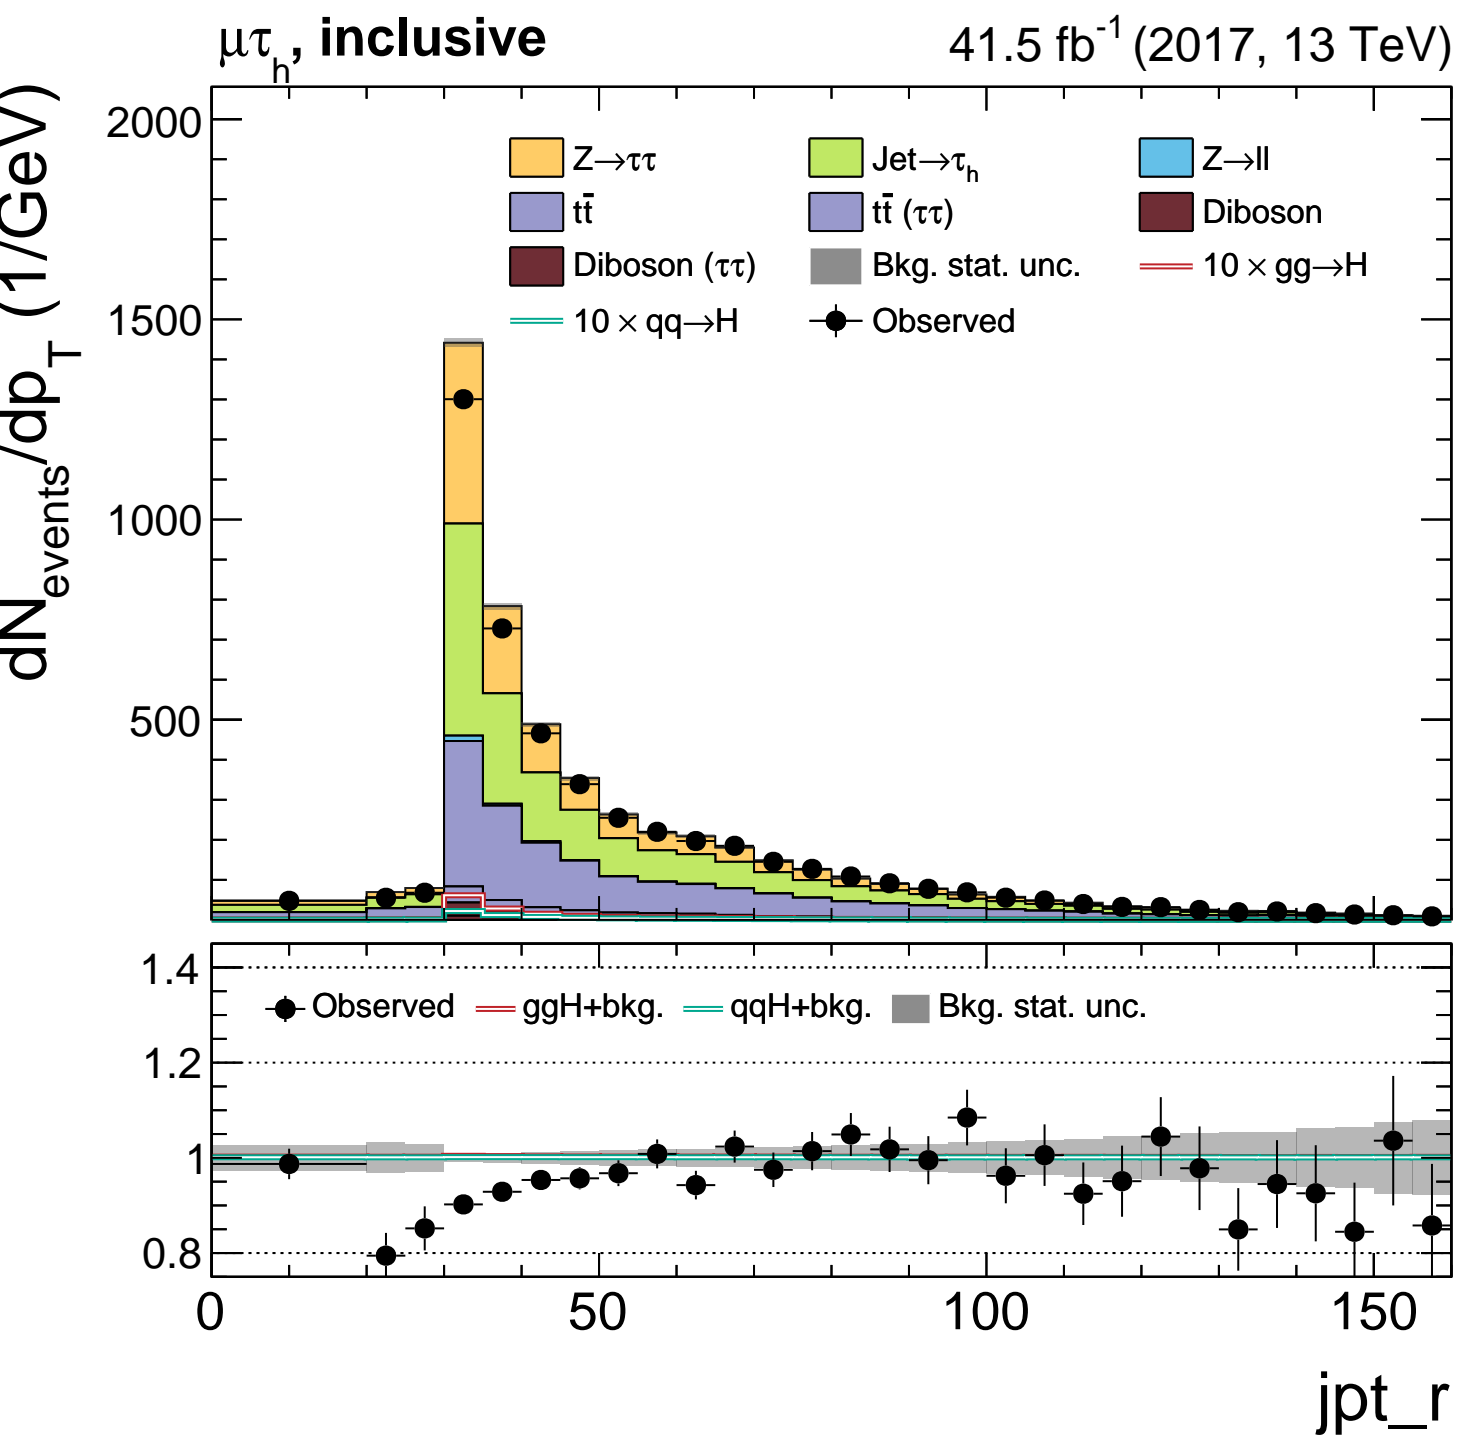 μτh, inclusive
41.5 fb-1 (2017, 13 TeV)
dNevents/dpT (1/GeV)
2000
1500
1000
500
Z→ττ Jet→τh Z→ll
tt̄ tt̄ (ττ) Diboson
Diboson (ττ) Bkg. stat. unc. 10 × gg→H
10 × qq→H Observed
1.4
1.2
1
0.8
Observed ggH+bkg. qqH+bkg. Bkg. stat. unc.
0 50 100 150
jpt_r